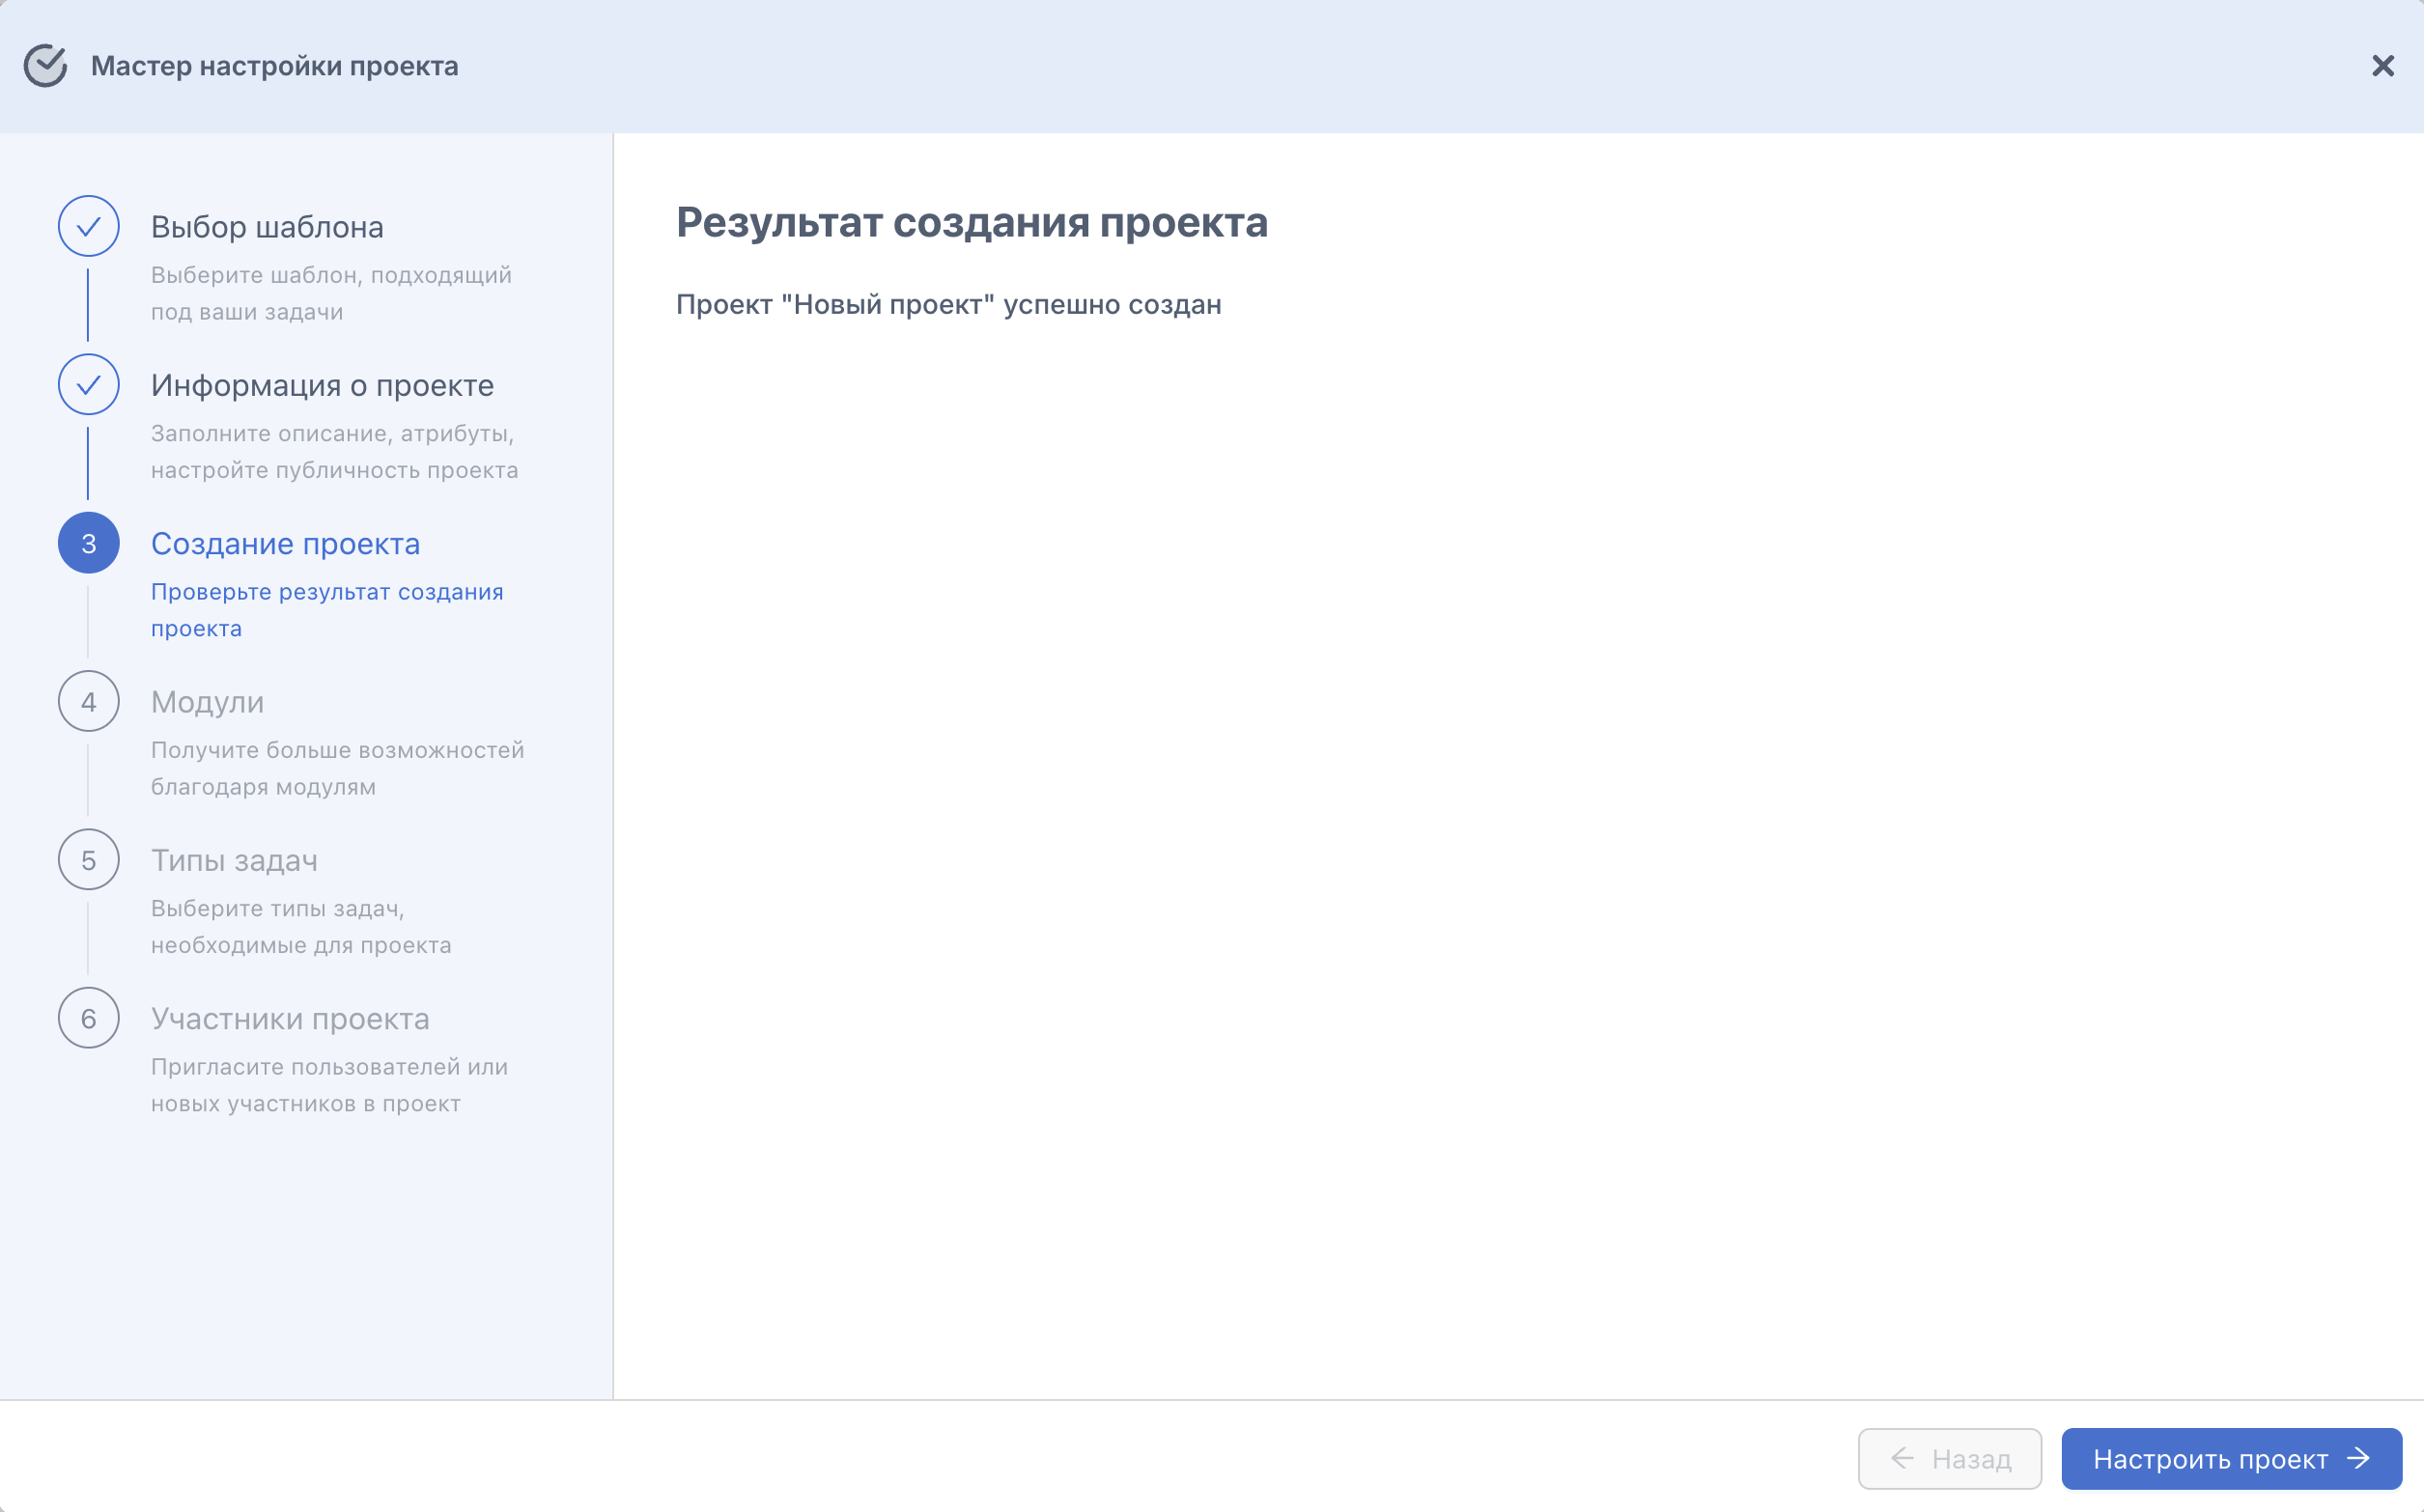 Мастер настройки проекта
Выбор шаблона
Выберите шаблон, подходящий
под ваши задачи
Информация о проекте
Заполните описание, атрибуты,
настройте публичность проекта
3
Создание проекта
Проверьте результат создания
проекта
4
Модули
Получите больше возможностей
благодаря модулям
5
Типы задач
Выберите типы задач,
необходимые для проекта
6
Участники проекта
Пригласите пользователей или
новых участников в проект
Результат создания проекта
Проект "Новый проект" успешно создан
Назад
Настроить проект